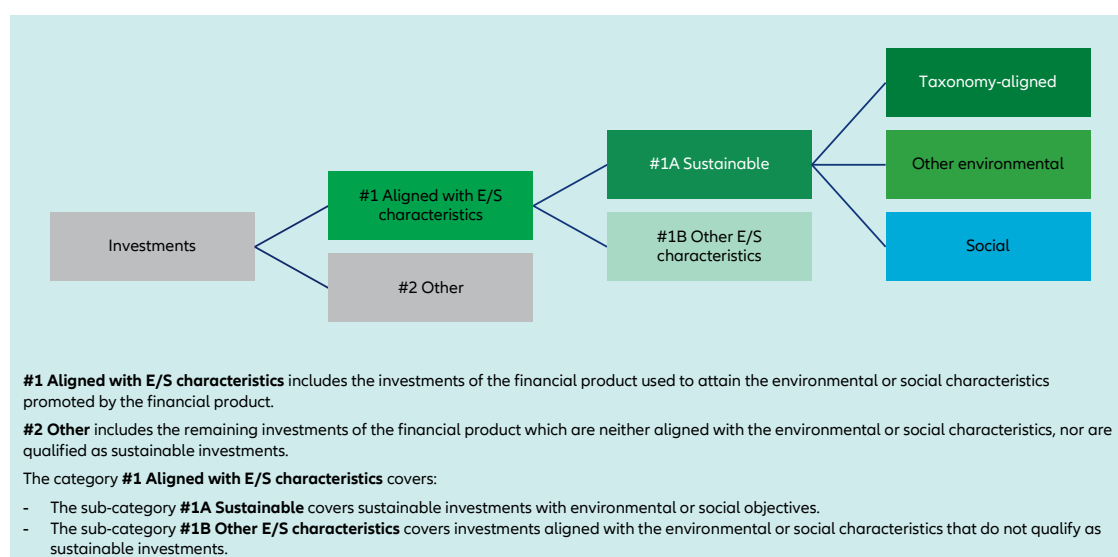 Taxonomy-aligned
#1A Sustainable
Other environmental
#1 Aligned with E/S
characteristics
#1B Other E/S
characteristics
Investments
Social
#2 Other
#1 Aligned with E/S characteristics includes the investments of the financial product used to attain the environmental or social characteristics
promoted by the financial product.
#2 Other includes the remaining investments of the financial product which are neither aligned with the environmental or social characteristics, nor are
qualified as sustainable investments.
The category #1 Aligned with E/S characteristics covers:
- The sub-category #1A Sustainable covers sustainable investments with environmental or social objectives.
- The sub-category #1B Other E/S characteristics covers investments aligned with the environmental or social characteristics that do not qualify as
sustainable investments.